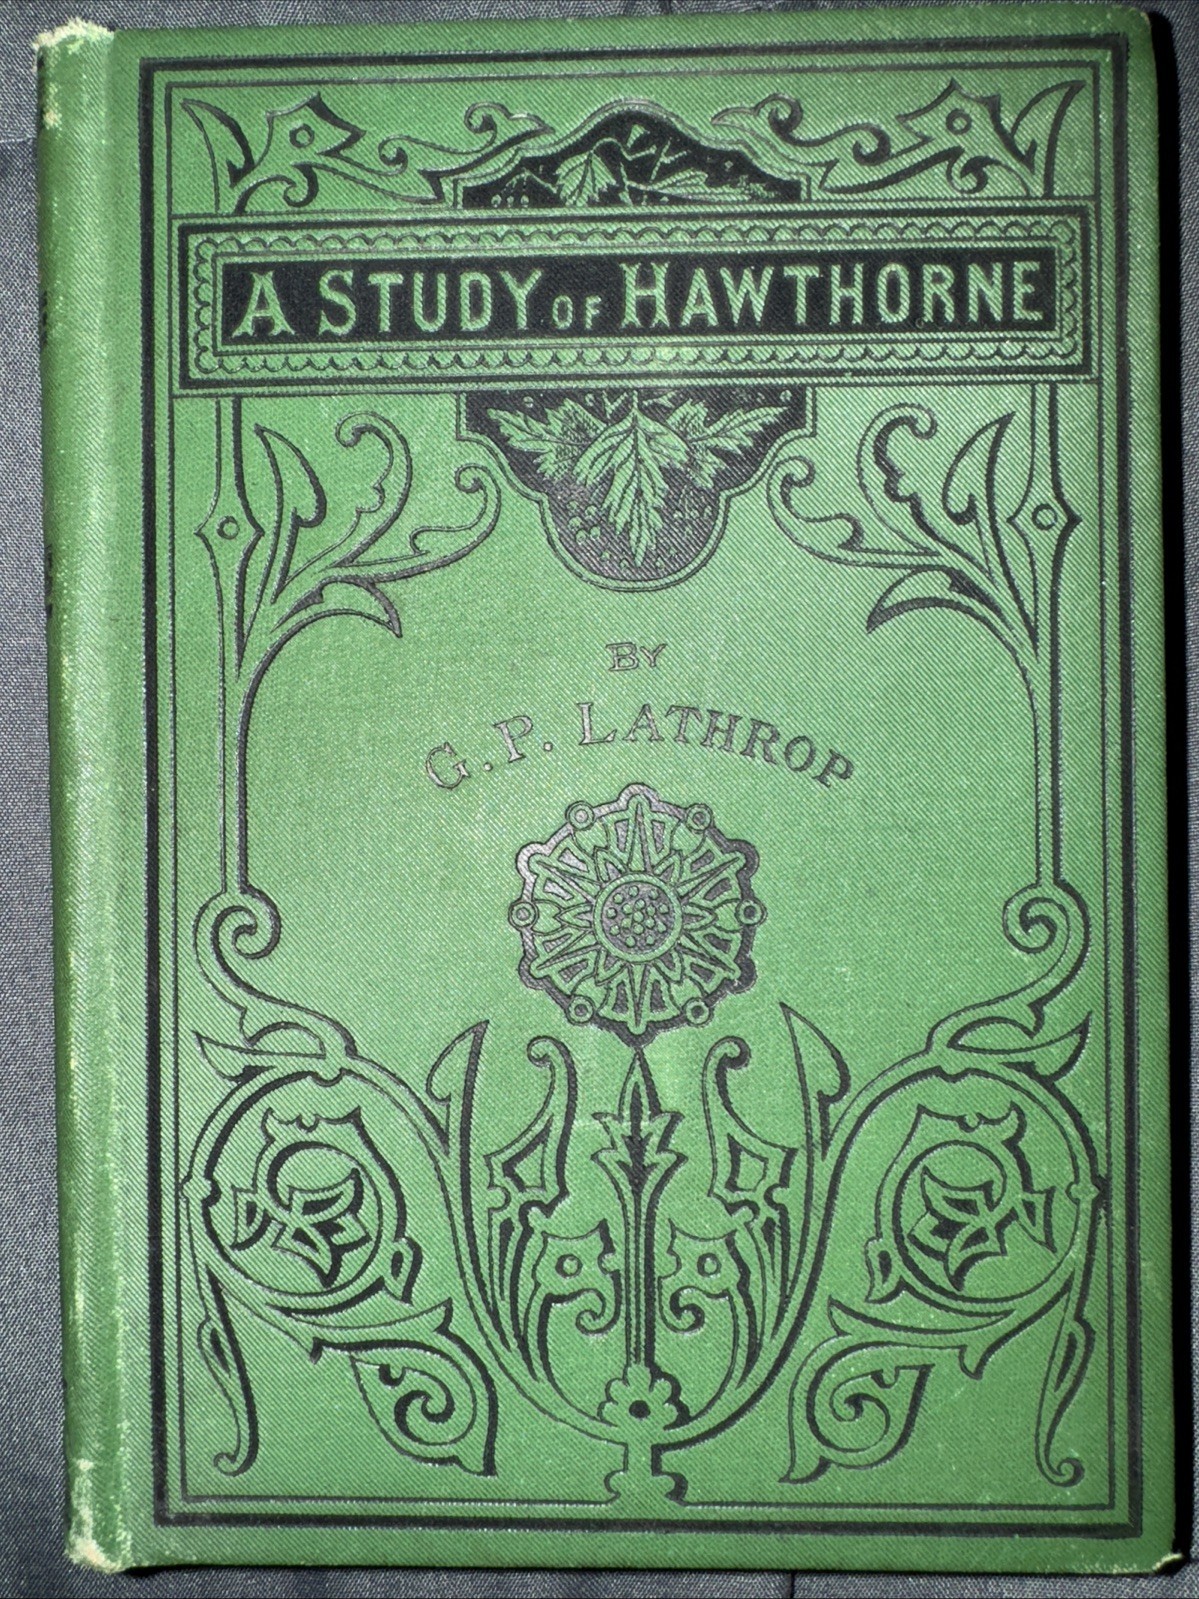 A STUDY OF HAWTHORNE
BY
G. P. LATHROP